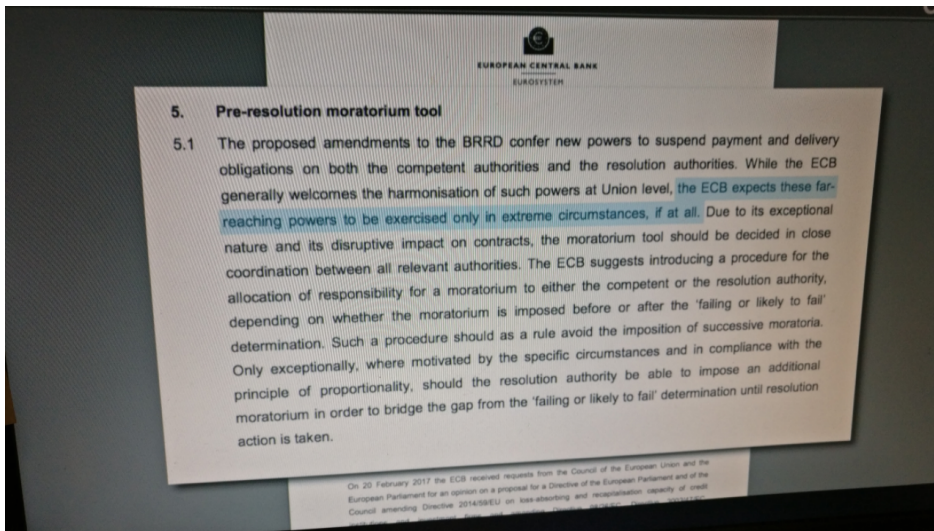 EUROPEAN CENTRAL BANK
EUROSYSTEM
5. Pre-resolution moratorium tool
5.1 The proposed amendments to the BRRD confer new powers to suspend payment and delivery
obligations on both the competent authorities and the resolution authorities. While the ECB
generally welcomes the harmonisation of such powers at Union level, the ECB expects these far-
reaching powers to be exercised only in extreme circumstances, if at all. Due to its exceptional
nature and its disruptive impact on contracts, the moratorium tool should be decided in close
coordination between all relevant authorities. The ECB suggests introducing a procedure for the
allocation of responsibility for a moratorium to either the competent or the resolution authority,
depending on whether the moratorium is imposed before or after the 'failing or likely to fail'
determination. Such a procedure should as a rule avoid the imposition of successive moratoria.
Only exceptionally, where motivated by the specific circumstances and in compliance with the
principle of proportionality, should the resolution authority be able to impose an additional
moratorium in order to bridge the gap from the 'failing or likely to fail' determination until resolution
action is taken.
On 20 February 2017 the ECB received requests from the Council of the European Union and the
European Parliament for an opinion on a proposal for a Directive of the European Parliament and of the
Council amending Directive 2014/59/EU on loss-absorbing and recapitalisation capacity of credit